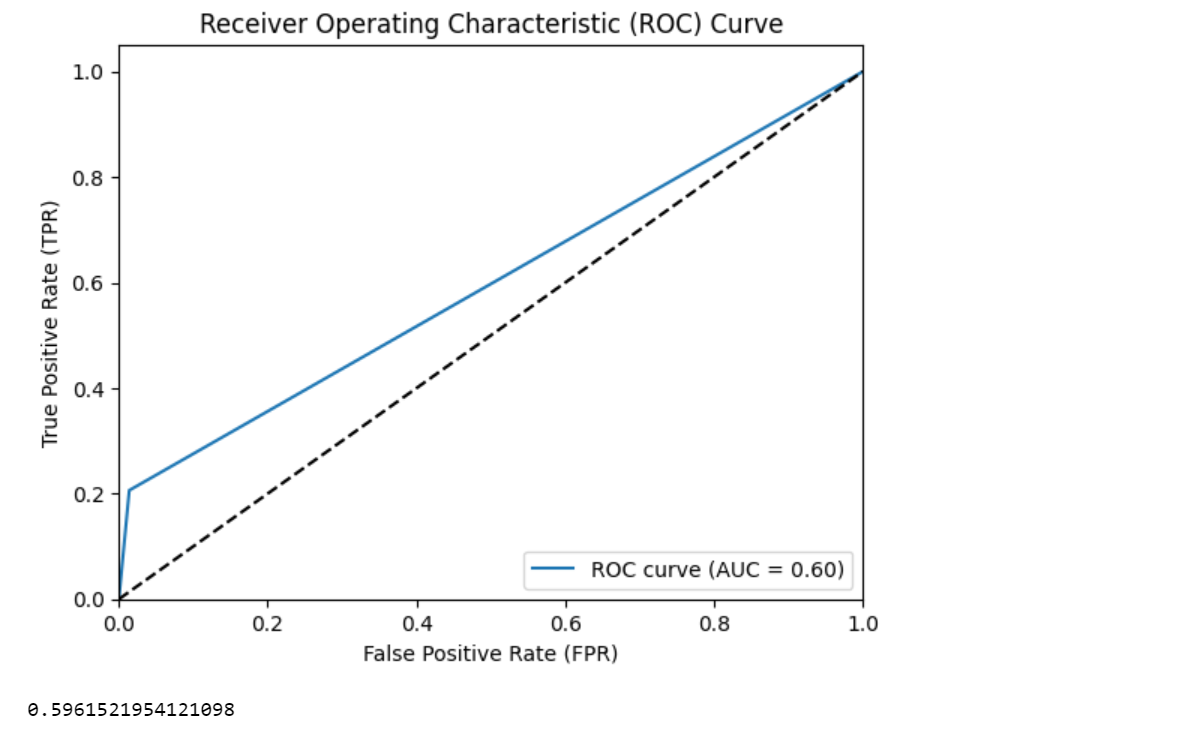 Receiver Operating Characteristic (ROC) Curve
1.0
0.8
0.6
0.4
0.2
0.0
True Positive Rate (TPR)
ROC curve (AUC = 0.60)
0.0 0.2 0.4 0.6 0.8 1.0
False Positive Rate (FPR)
0.5961521954121098